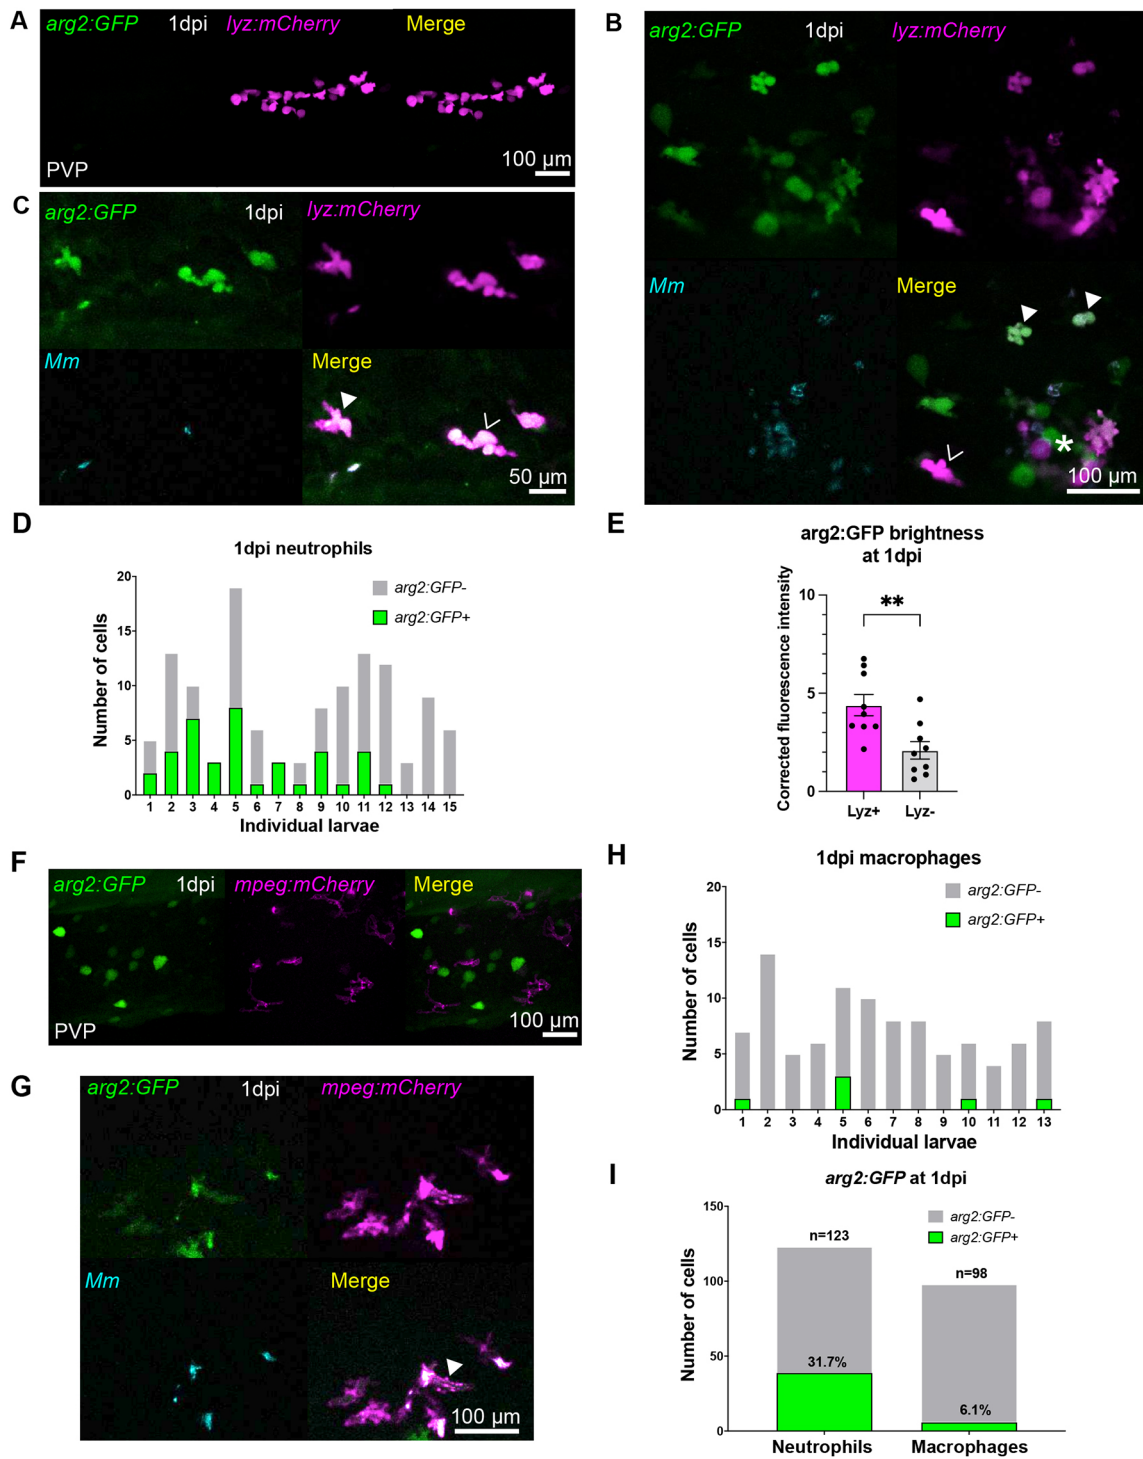 A
arg2:GFP 1dpi lyz:mCherry Merge
PVP
100 µm
B
arg2:GFP 1dpi lyz:mCherry
Mm Merge
*
100 µm
C
arg2:GFP 1dpi lyz:mCherry
Mm Merge
50 µm
D
1dpi neutrophils
Number of cells
20
15
10
5
0
arg2:GFP-
arg2:GFP+
1 2 3 4 5 6 7 8 9 10 11 12 13 14 15
Individual larvae
E
arg2:GFP brightness
at 1dpi
Corrected fluorescence intensity
10
5
0
**
Lyz+ Lyz-
F
arg2:GFP 1dpi mpeg:mCherry Merge
PVP
100 µm
G
arg2:GFP 1dpi mpeg:mCherry
Mm Merge
100 µm
H
1dpi macrophages
Number of cells
20
15
10
5
0
arg2:GFP-
arg2:GFP+
1 2 3 4 5 6 7 8 9 10 11 12 13
Individual larvae
I
arg2:GFP at 1dpi
Number of cells
150
100
50
0
arg2:GFP-
arg2:GFP+
n=123
n=98
31.7%
6.1%
Neutrophils Macrophages